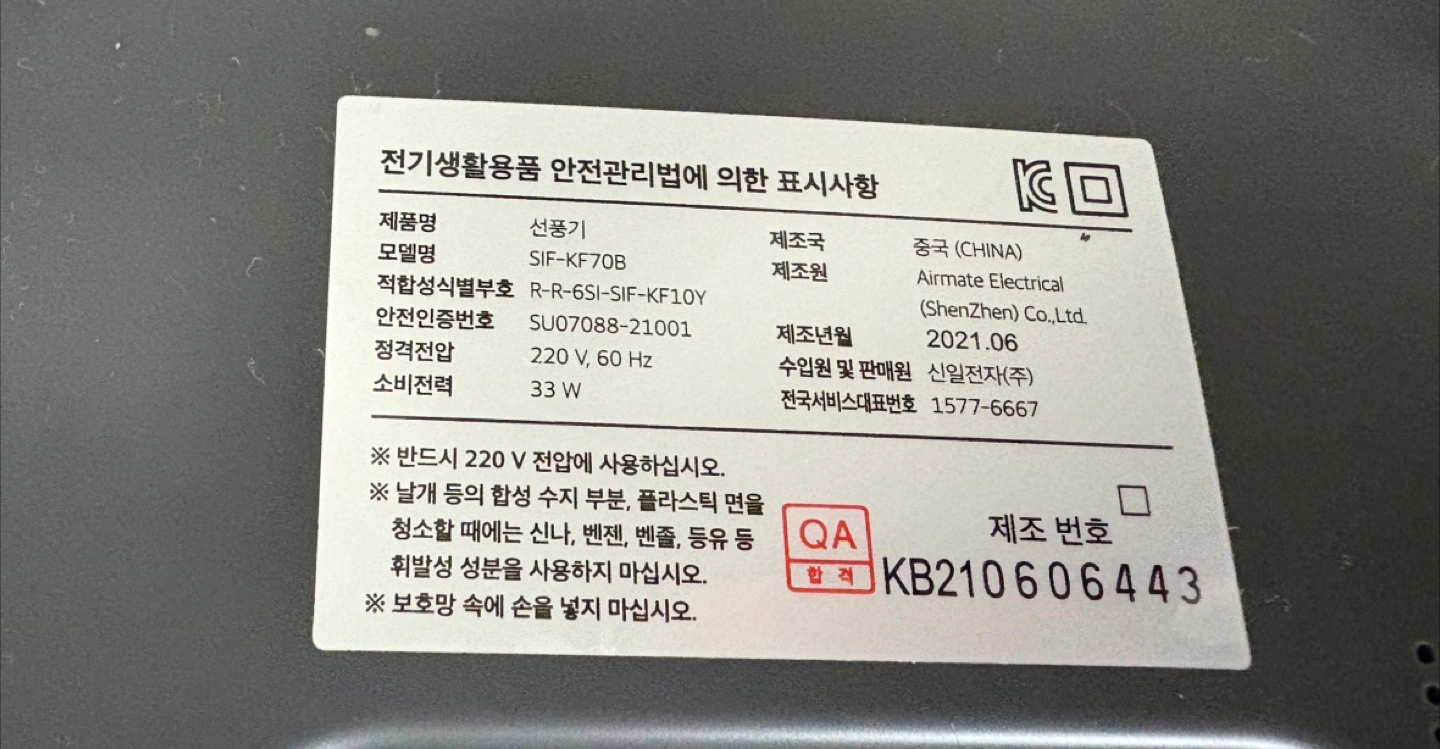 전기생활용품 안전관리법에 의한 표시사항
제품명 선풍기
모델명 SIF-KF70B
적합성식별부호 R-R-6SI-SIF-KF10Y
안전인증번호 SU07088-21001
정격전압 220 V, 60 Hz
소비전력 33 W
제조국 중국 (CHINA)
제조원 Airmate Electrical
(ShenZhen) Co.,Ltd.
제조년월 2021.06
수입원 및 판매원 신일전자(주)
전국서비스대표번호 1577-6667
※ 반드시 220 V 전압에 사용하십시오.
※ 날개 등의 합성 수지 부분, 플라스틱 면을
청소할 때에는 신나, 벤젠, 벤졸, 등유 등
휘발성 성분을 사용하지 마십시오.
※ 보호망 속에 손을 넣지 마십시오.
QA
합 격
제조 번호
KB210606443